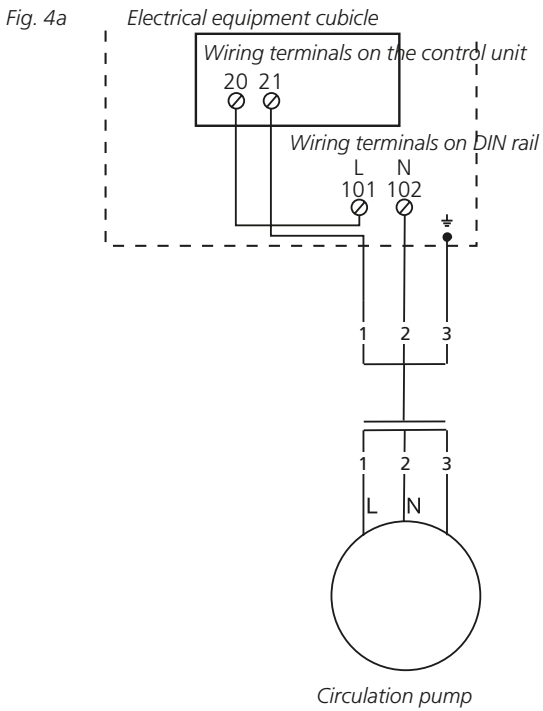 Fig. 4a Electrical equipment cubicle
Wiring terminals on the control unit
20 21
Wiring terminals on DIN rail
L N
101 102
1 2 3
1 2 3
L N
Circulation pump